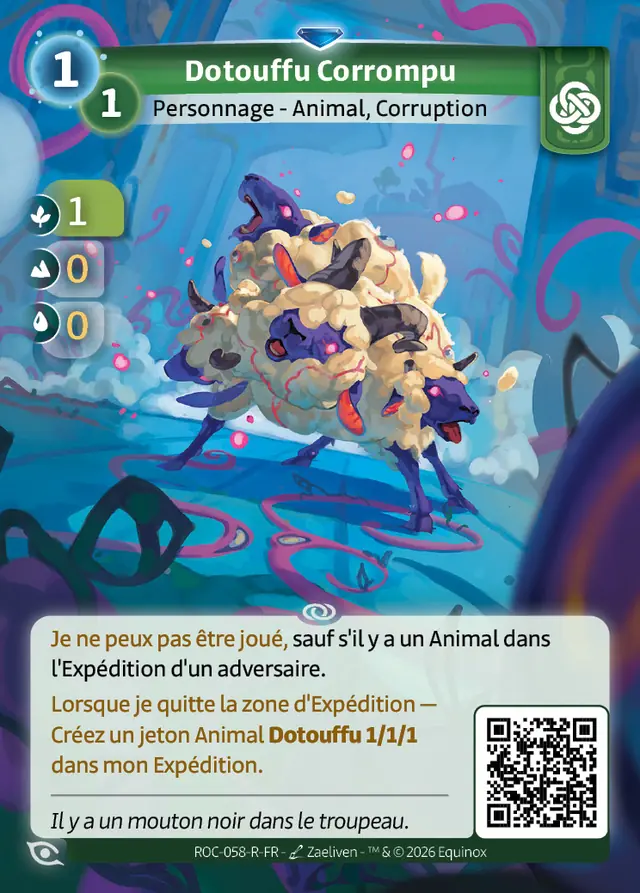 1
Dotouffu Corrompu
1
Personnage - Animal, Corruption
1
0
0
Je ne peux pas être joué, sauf s'il y a un Animal dans
l'Expédition d'un adversaire.
Lorsque je quitte la zone d'Expédition —
Créez un jeton Animal Dotouffu 1/1/1
dans mon Expédition.
Il y a un mouton noir dans le troupeau.
ROC-058-R-FR - Zaeliven - ™ & © 2026 Equinox